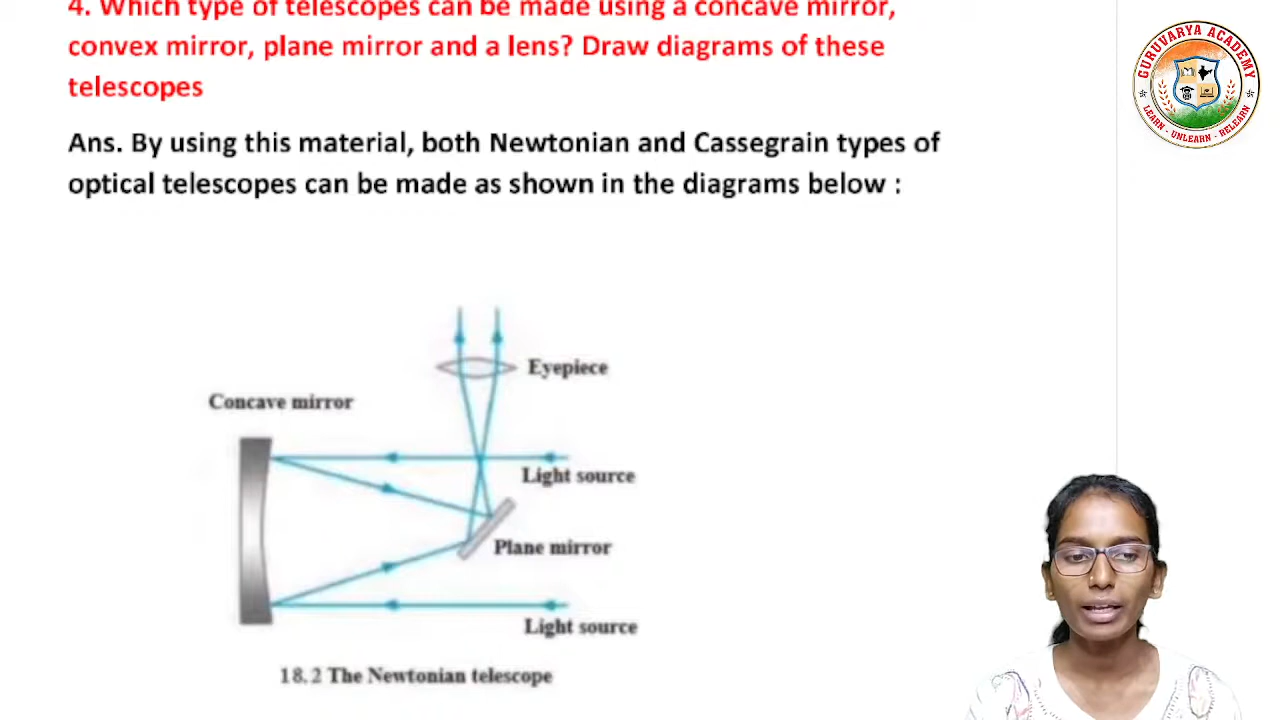 4. Which type of telescopes can be made using a concave mirror,
convex mirror, plane mirror and a lens? Draw diagrams of these
telescopes
GURUVARYA ACADEMY
LEARN - UNLEARN - RELEARN
Ans. By using this material, both Newtonian and Cassegrain types of
optical telescopes can be made as shown in the diagrams below :
Eyepiece
Concave mirror
Light source
Plane mirror
Light source
18.2 The Newtonian telescope